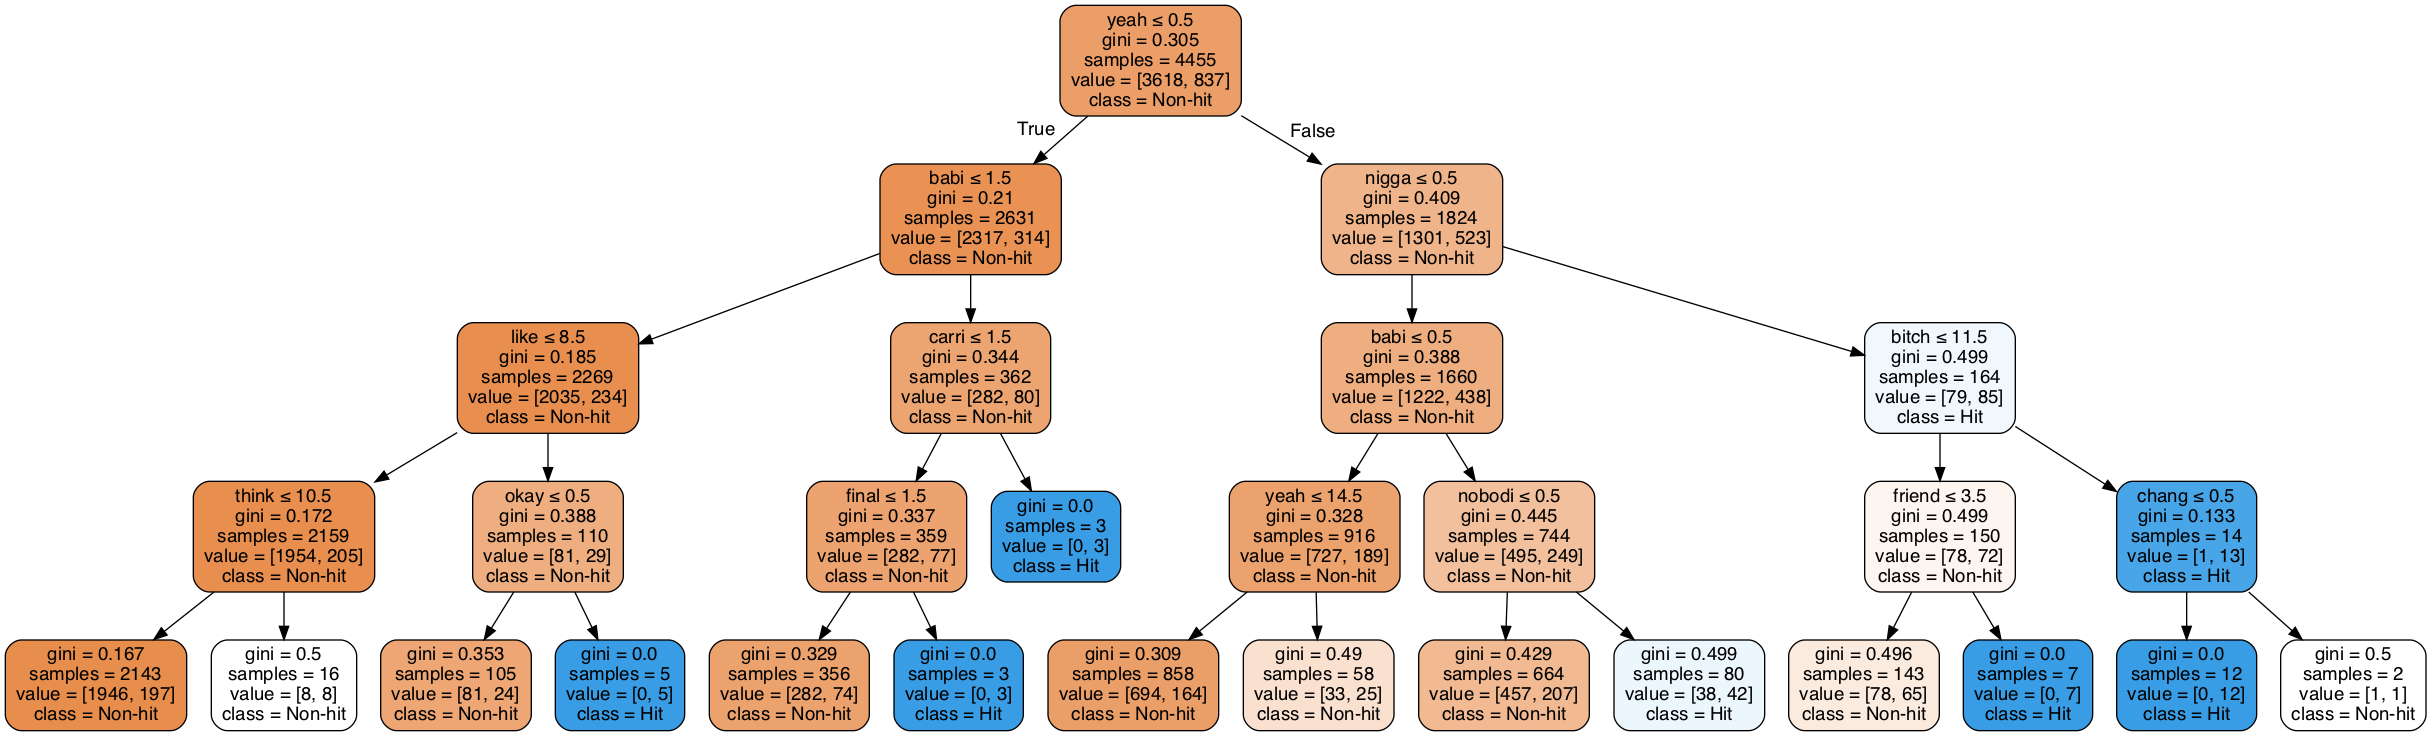 yeah ≤ 0.5
gini = 0.305
samples = 4455
value = [3618, 837]
class = Non-hit
True
False
babi ≤ 1.5
gini = 0.21
samples = 2631
value = [2317, 314]
class = Non-hit
nigga ≤ 0.5
gini = 0.409
samples = 1824
value = [1301, 523]
class = Non-hit
like ≤ 8.5
gini = 0.185
samples = 2269
value = [2035, 234]
class = Non-hit
carri ≤ 1.5
gini = 0.344
samples = 362
value = [282, 80]
class = Non-hit
babi ≤ 0.5
gini = 0.388
samples = 1660
value = [1222, 438]
class = Non-hit
bitch ≤ 11.5
gini = 0.499
samples = 164
value = [79, 85]
class = Hit
think ≤ 10.5
gini = 0.172
samples = 2159
value = [1954, 205]
class = Non-hit
okay ≤ 0.5
gini = 0.388
samples = 110
value = [81, 29]
class = Non-hit
final ≤ 1.5
gini = 0.337
samples = 359
value = [282, 77]
class = Non-hit
gini = 0.0
samples = 3
value = [0, 3]
class = Hit
yeah ≤ 14.5
gini = 0.328
samples = 916
value = [727, 189]
class = Non-hit
nobodi ≤ 0.5
gini = 0.445
samples = 744
value = [495, 249]
class = Non-hit
friend ≤ 3.5
gini = 0.499
samples = 150
value = [78, 72]
class = Non-hit
chang ≤ 0.5
gini = 0.133
samples = 14
value = [1, 13]
class = Hit
gini = 0.167
samples = 2143
value = [1946, 197]
class = Non-hit
gini = 0.5
samples = 16
value = [8, 8]
class = Non-hit
gini = 0.353
samples = 105
value = [81, 24]
class = Non-hit
gini = 0.0
samples = 5
value = [0, 5]
class = Hit
gini = 0.329
samples = 356
value = [282, 74]
class = Non-hit
gini = 0.0
samples = 3
value = [0, 3]
class = Hit
gini = 0.309
samples = 858
value = [694, 164]
class = Non-hit
gini = 0.49
samples = 58
value = [33, 25]
class = Non-hit
gini = 0.429
samples = 664
value = [457, 207]
class = Non-hit
gini = 0.499
samples = 80
value = [38, 42]
class = Hit
gini = 0.496
samples = 143
value = [78, 65]
class = Non-hit
gini = 0.0
samples = 7
value = [0, 7]
class = Hit
gini = 0.0
samples = 12
value = [0, 12]
class = Hit
gini = 0.5
samples = 2
value = [1, 1]
class = Non-hit